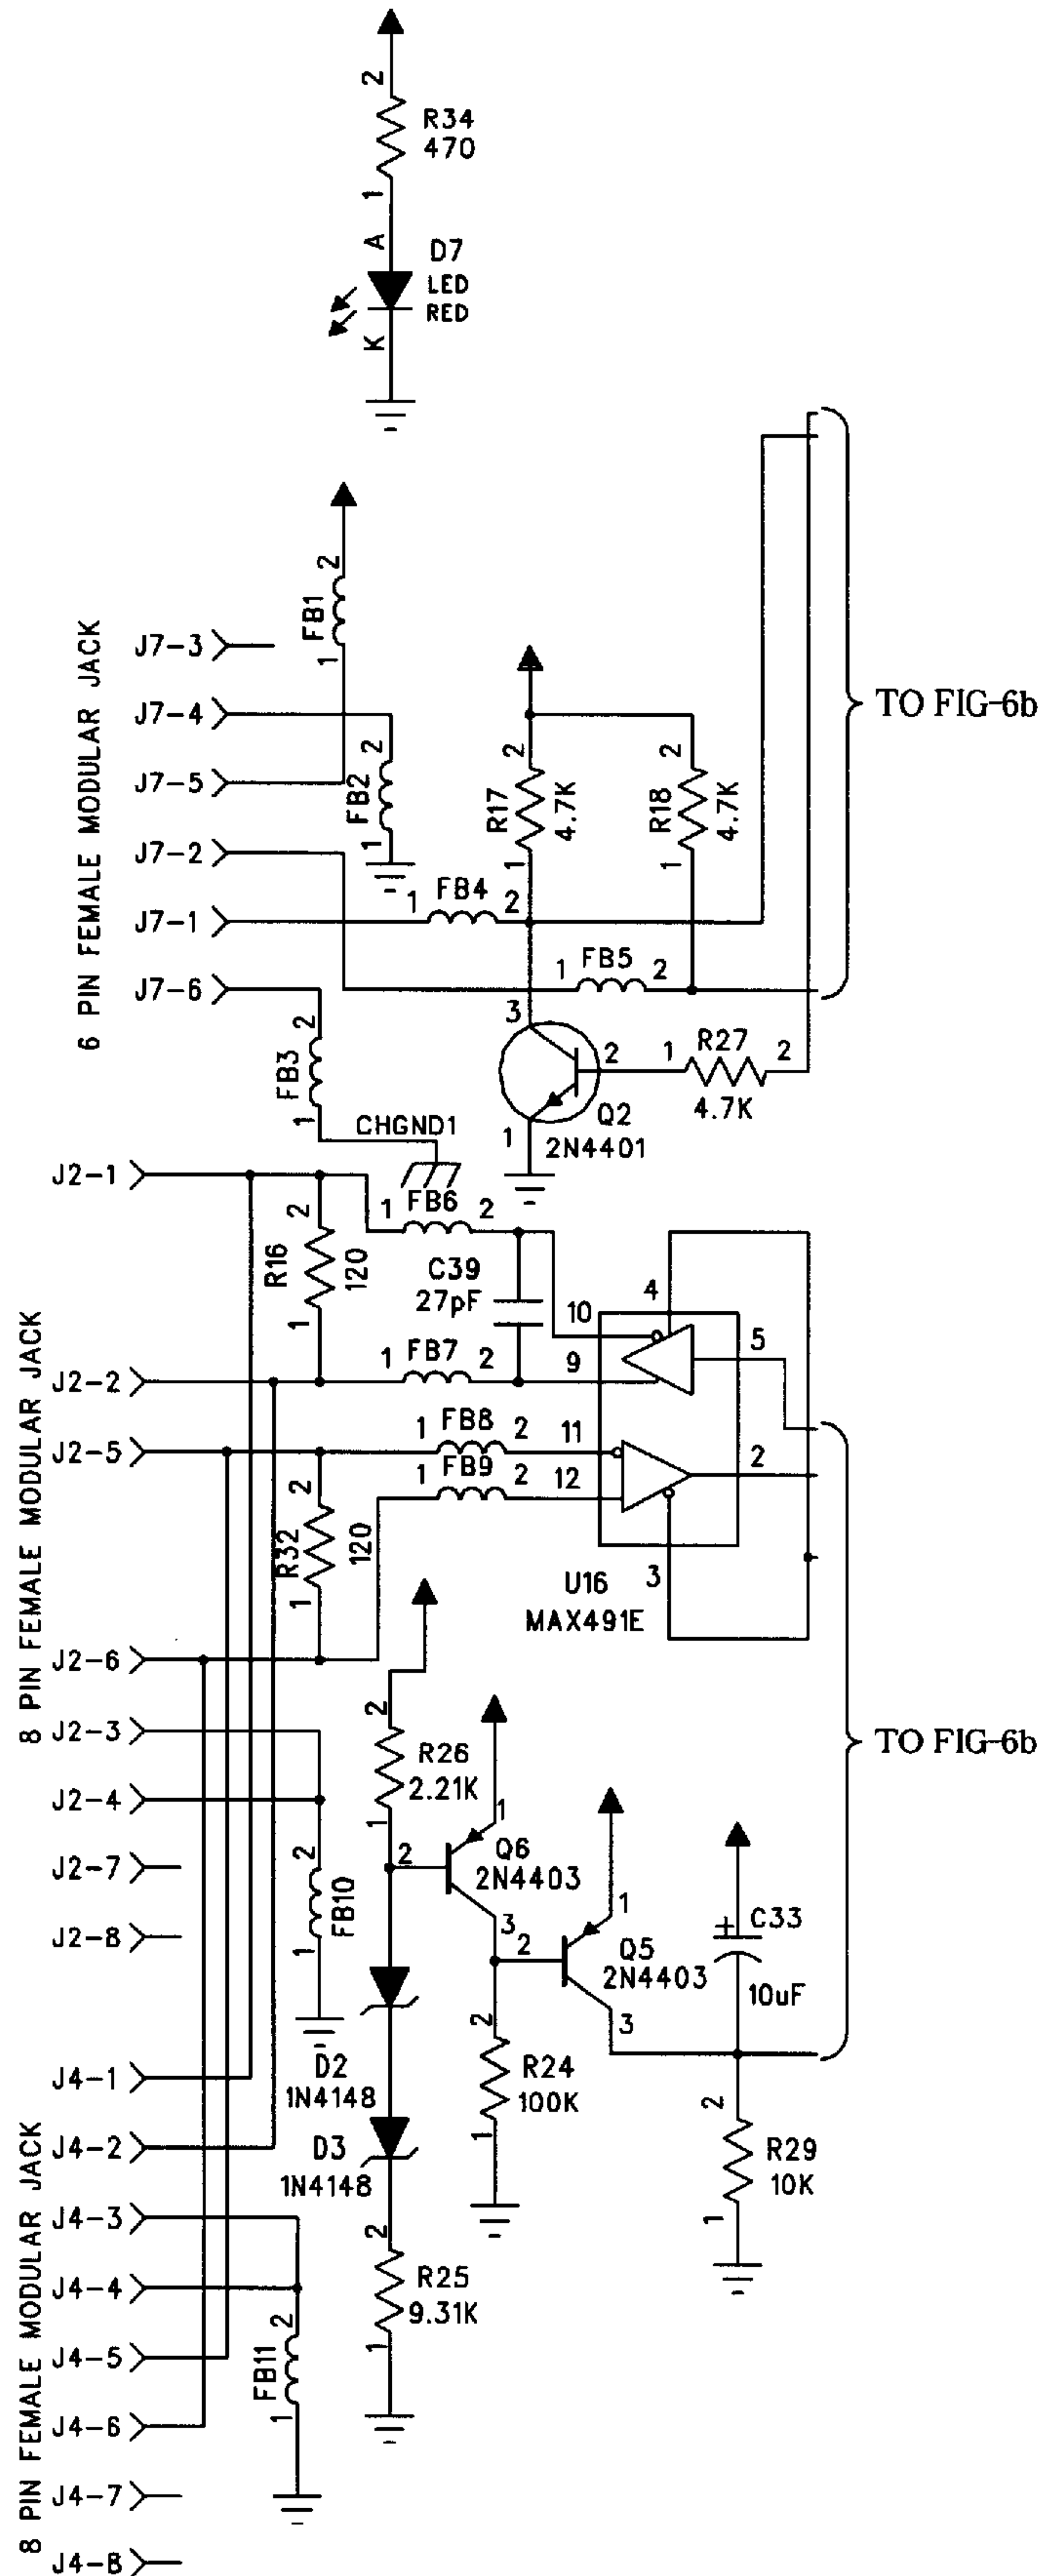 2
R34
470
1
A
D7
LED
RED
K
6 PIN FEMALE MODULAR JACK
J7-3
J7-4
J7-5
J7-2
J7-1
J7-6
2
FB1
1
2
FB2
1
1
FB4
2
2
R17
4.7K
1
2
R18
4.7K
1
TO FIG-6b
1
FB5
2
3
2
Q2
2N4401
1
1
R27
2
4.7K
2
FB3
1
CHGND1
8 PIN FEMALE MODULAR JACK
J2-1
J2-2
J2-5
J2-6
J2-3
J2-4
J2-7
J2-8
2
R16
120
1
1
FB6
2
C39
27pF
1
FB7
2
10
9
4
5
1
FB8
2
11
1
FB9
2
12
2
3
U16
MAX491E
2
R32
120
1
TO FIG-6b
2
R26
2.21K
1
2
1
Q6
2N4403
3
2
1
Q5
2N4403
3
+
C33
10uF
2
FB10
1
D2
1N4148
D3
1N4148
2
R24
100K
1
2
R29
10K
1
2
R25
9.31K
1
8 PIN FEMALE MODULAR JACK
J4-1
J4-2
J4-3
J4-4
J4-5
J4-6
J4-7
J4-8
2
FB11
1